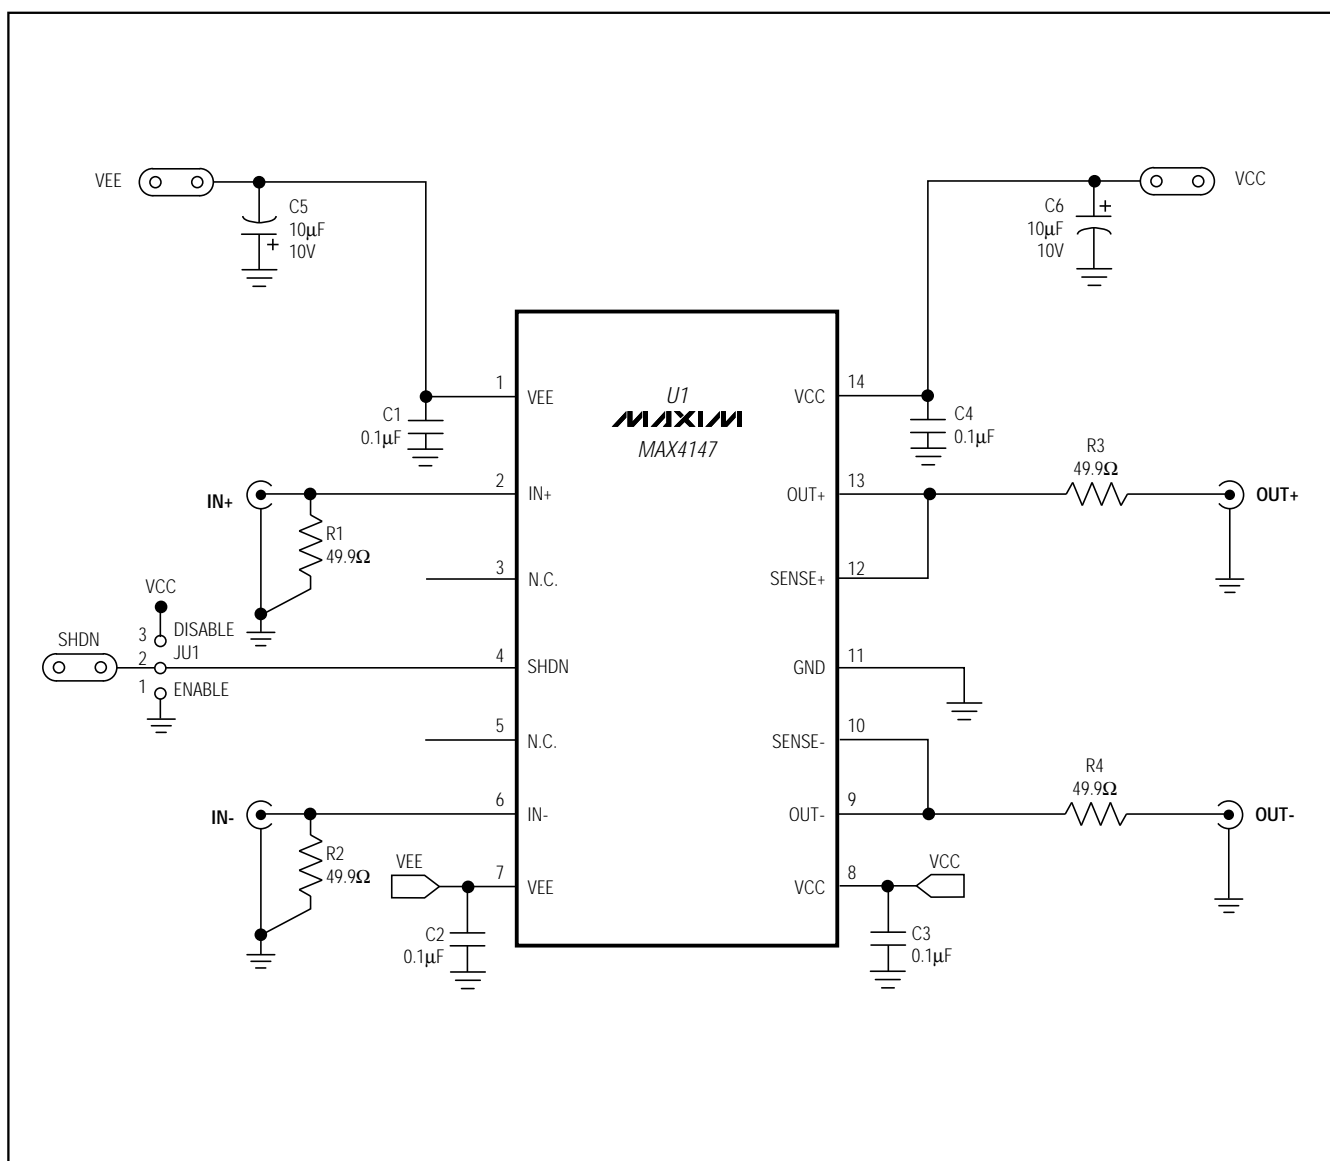 VEE
C5
10µF
+
10V
VCC
C6
+
10µF
10V
1
VEE
C1
0.1µF
U1
MAXIM
MAX4147
14
VCC
C4
0.1µF
IN+
2
IN+
R1
49.9Ω
13
OUT+
R3
49.9Ω
OUT+
3
N.C.
12
SENSE+
VCC
3
DISABLE
SHDN
2
JU1
1
ENABLE
4
SHDN
11
GND
5
N.C.
10
SENSE-
IN-
6
IN-
R2
49.9Ω
9
OUT-
R4
49.9Ω
OUT-
VEE
7
VEE
C2
0.1µF
8
VCC
VCC
C3
0.1µF